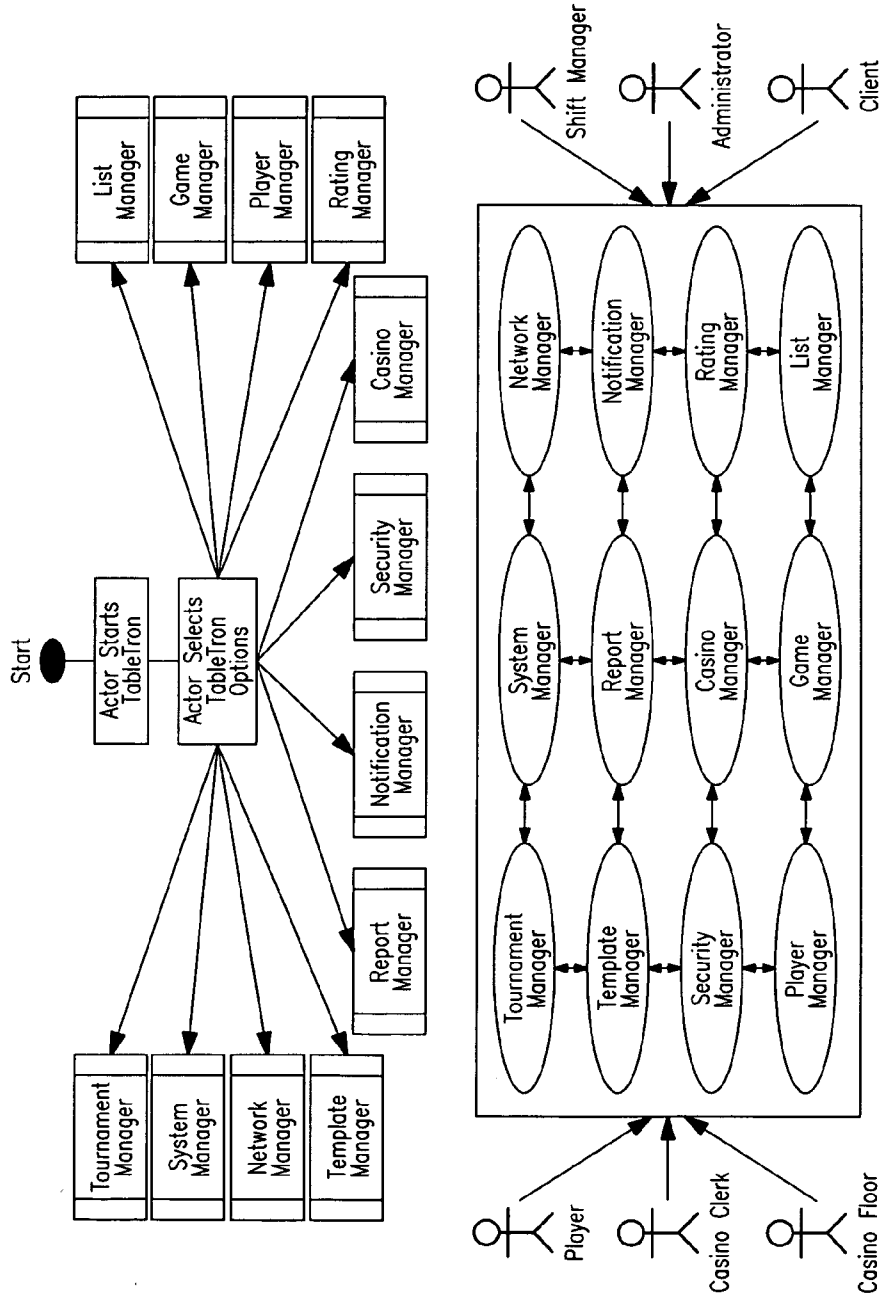 Start
Actor Starts
TableTron
Actor Selects
TableTron
Options
Tournament
Manager
System
Manager
Network
Manager
Template
Manager
Report
Manager
Notification
Manager
Security
Manager
Casino
Manager
List
Manager
Game
Manager
Player
Manager
Rating
Manager
Player
Casino Clerk
Casino Floor
Tournament
Manager
System
Manager
Network
Manager
Template
Manager
Report
Manager
Notification
Manager
Security
Manager
Casino
Manager
Rating
Manager
Player
Manager
Game
Manager
List
Manager
Shift Manager
Administrator
Client